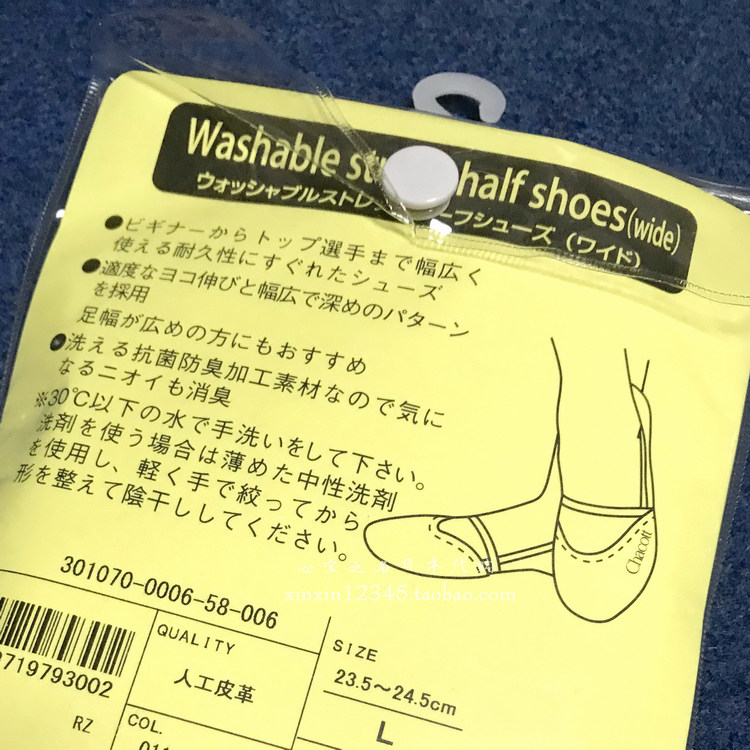 Washable st half shoes(wide)
ウォッシャブルストレ ーフシューズ（ワイド）
●ビギナーからトップ選手まで幅広く
使える耐久性にすぐれたシューズ
●適度なヨコ伸びと幅広で深めのパターン
を採用
足幅が広めの方にもおすすめ
●洗える抗菌防臭加工素材なので気に
なるニオイも消臭
※30℃以下の水で手洗いをして下さい。
洗剤を使う場合は薄めた中性洗剤
を使用し、軽く手で絞ってから
形を整えて陰干ししてください。
Chacott
xinxin12345.taobao.com
301070-0006-58-006
719793002
RZ
QUALITY
人工皮革
COL.
SIZE
23.5～24.5cm
L